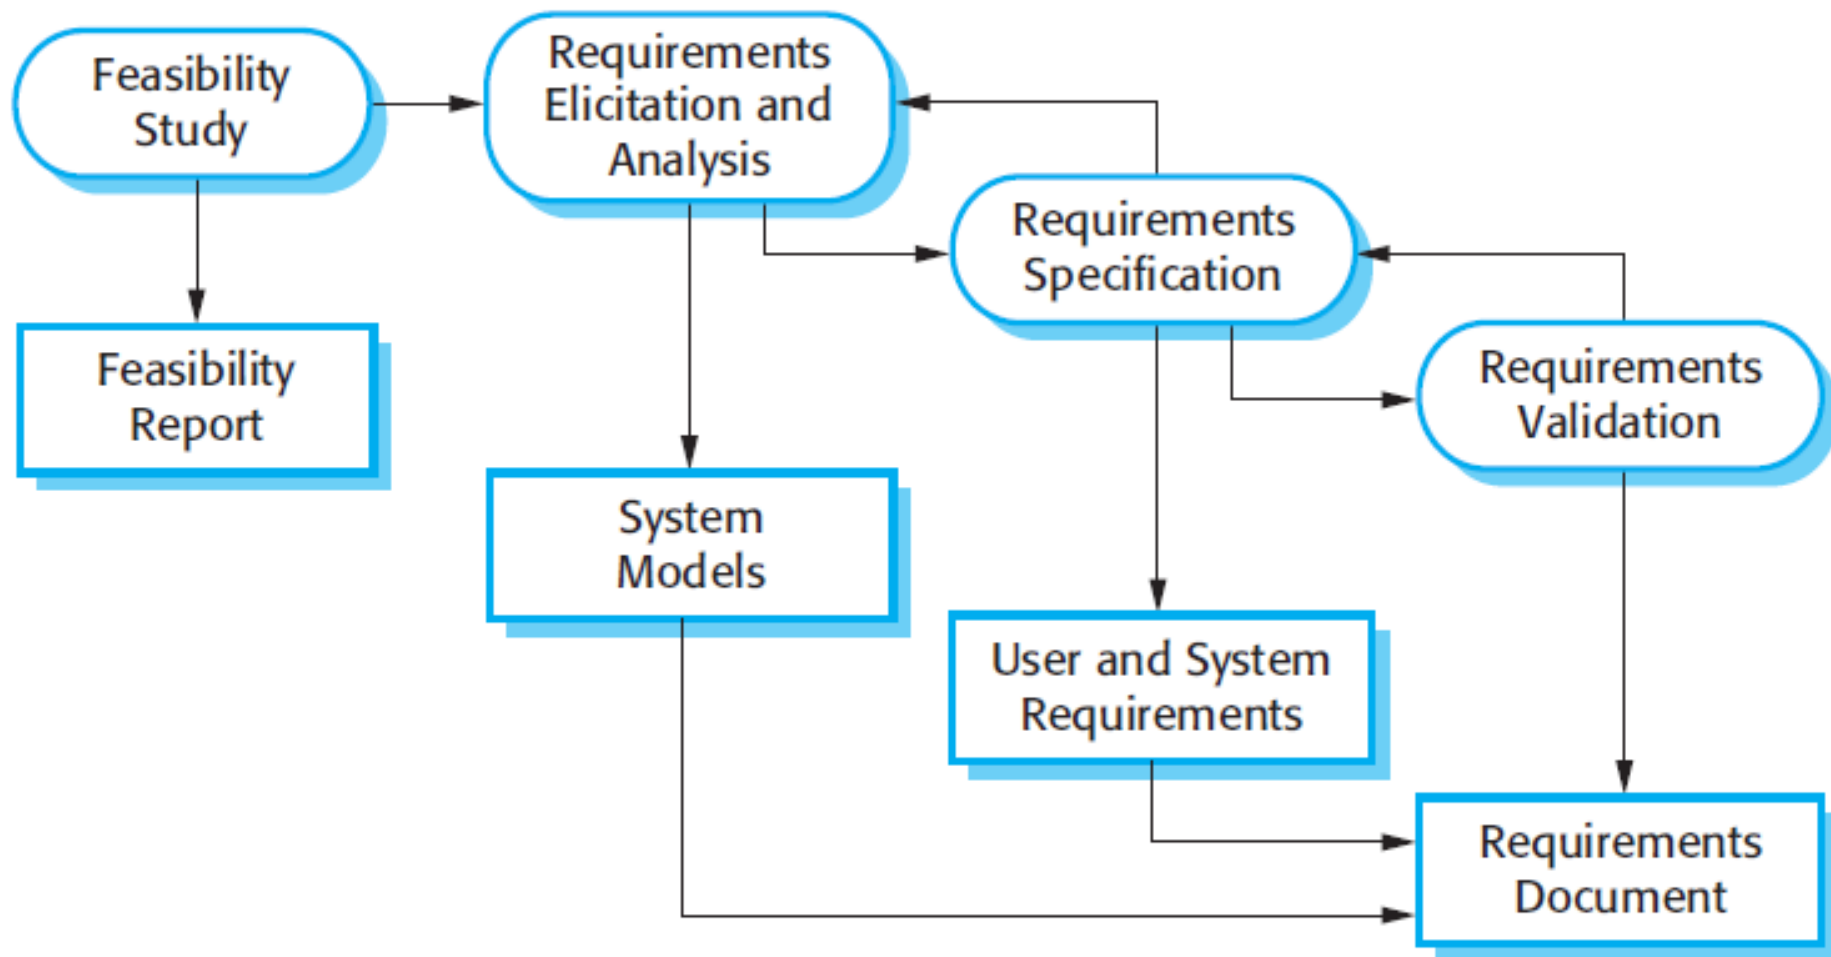 Feasibility
Study
Requirements
Elicitation and
Analysis
Requirements
Specification
Requirements
Validation
Feasibility
Report
System
Models
User and System
Requirements
Requirements
Document